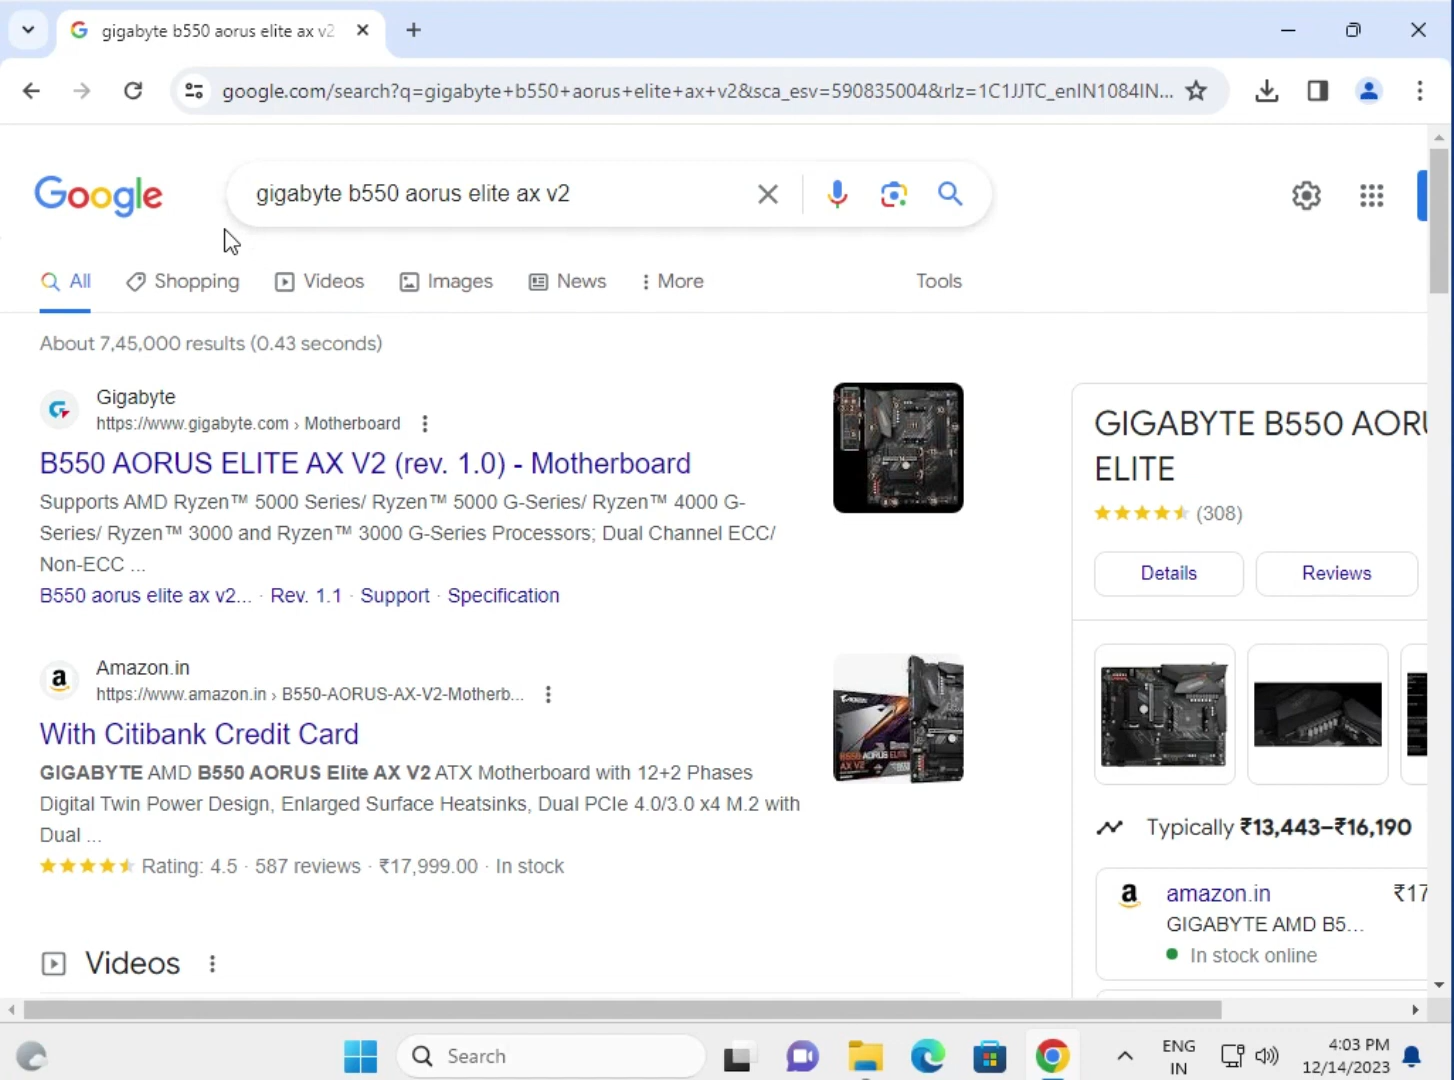 gigabyte b550 aorus elite ax v2
google.com/search?q=gigabyte+b550+aorus+elite+ax+v2&sca_esv=590835004&rlz=1C1JJTC_enIN1084IN...
Google
gigabyte b550 aorus elite ax v2
All
Shopping
Videos
Images
News
More
Tools
About 7,45,000 results (0.43 seconds)
Gigabyte
https://www.gigabyte.com › Motherboard
B550 AORUS ELITE AX V2 (rev. 1.0) - Motherboard
Supports AMD Ryzen™ 5000 Series/ Ryzen™ 5000 G-Series/ Ryzen™ 4000 G-
Series/ Ryzen™ 3000 and Ryzen™ 3000 G-Series Processors; Dual Channel ECC/
Non-ECC ...
B550 aorus elite ax v2... · Rev. 1.1 · Support · Specification
Amazon.in
https://www.amazon.in › B550-AORUS-AX-V2-Motherb...
With Citibank Credit Card
GIGABYTE AMD B550 AORUS Elite AX V2 ATX Motherboard with 12+2 Phases
Digital Twin Power Design, Enlarged Surface Heatsinks, Dual PCIe 4.0/3.0 x4 M.2 with
Dual ...
Rating: 4.5 · 587 reviews · ₹17,999.00 · In stock
Videos
GIGABYTE B550 AORU
ELITE
(308)
Details
Reviews
Typically ₹13,443–₹16,190
amazon.in
₹17
GIGABYTE AMD B5...
In stock online
Search
ENG
IN
4:03 PM
12/14/2023